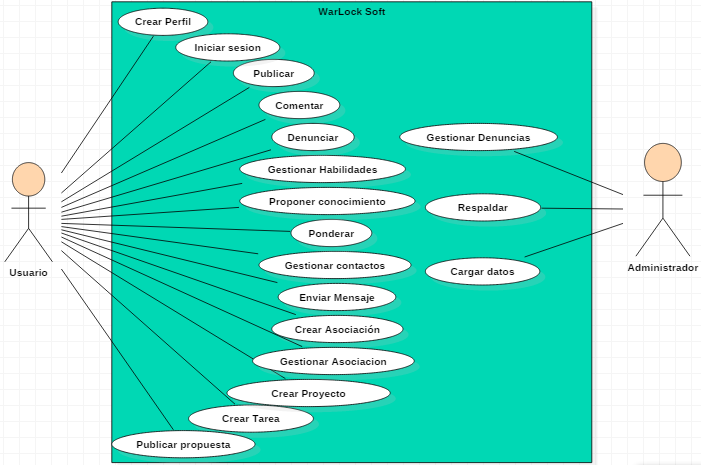 WarLock Soft
Crear Perfil
Iniciar sesion
Publicar
Comentar
Denunciar
Gestionar Denuncias
Gestionar Habilidades
Proponer conocimiento
Respaldar
Ponderar
Gestionar contactos
Cargar datos
Usuario
Administrador
Enviar Mensaje
Crear Asociación
Gestionar Asociacion
Crear Proyecto
Crear Tarea
Publicar propuesta